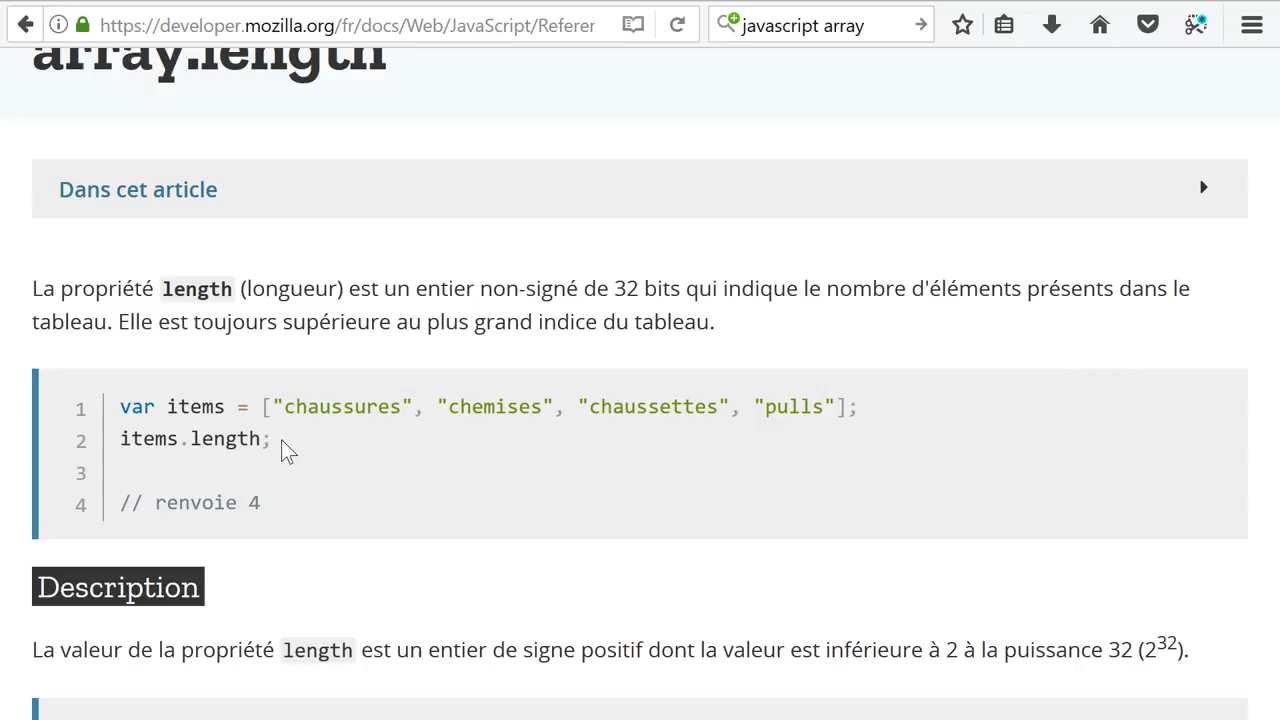 https://developer.mozilla.org/fr/docs/Web/JavaScript/Referer
javascript array
array.length
Dans cet article
La propriété length (longueur) est un entier non-signé de 32 bits qui indique le nombre d'éléments présents dans le
tableau. Elle est toujours supérieure au plus grand indice du tableau.
1 var items = ["chaussures", "chemises", "chaussettes", "pulls"];
2 items.length;
3
4 // renvoie 4
Description
La valeur de la propriété length est un entier de signe positif dont la valeur est inférieure à 2 à la puissance 32 (2³²).